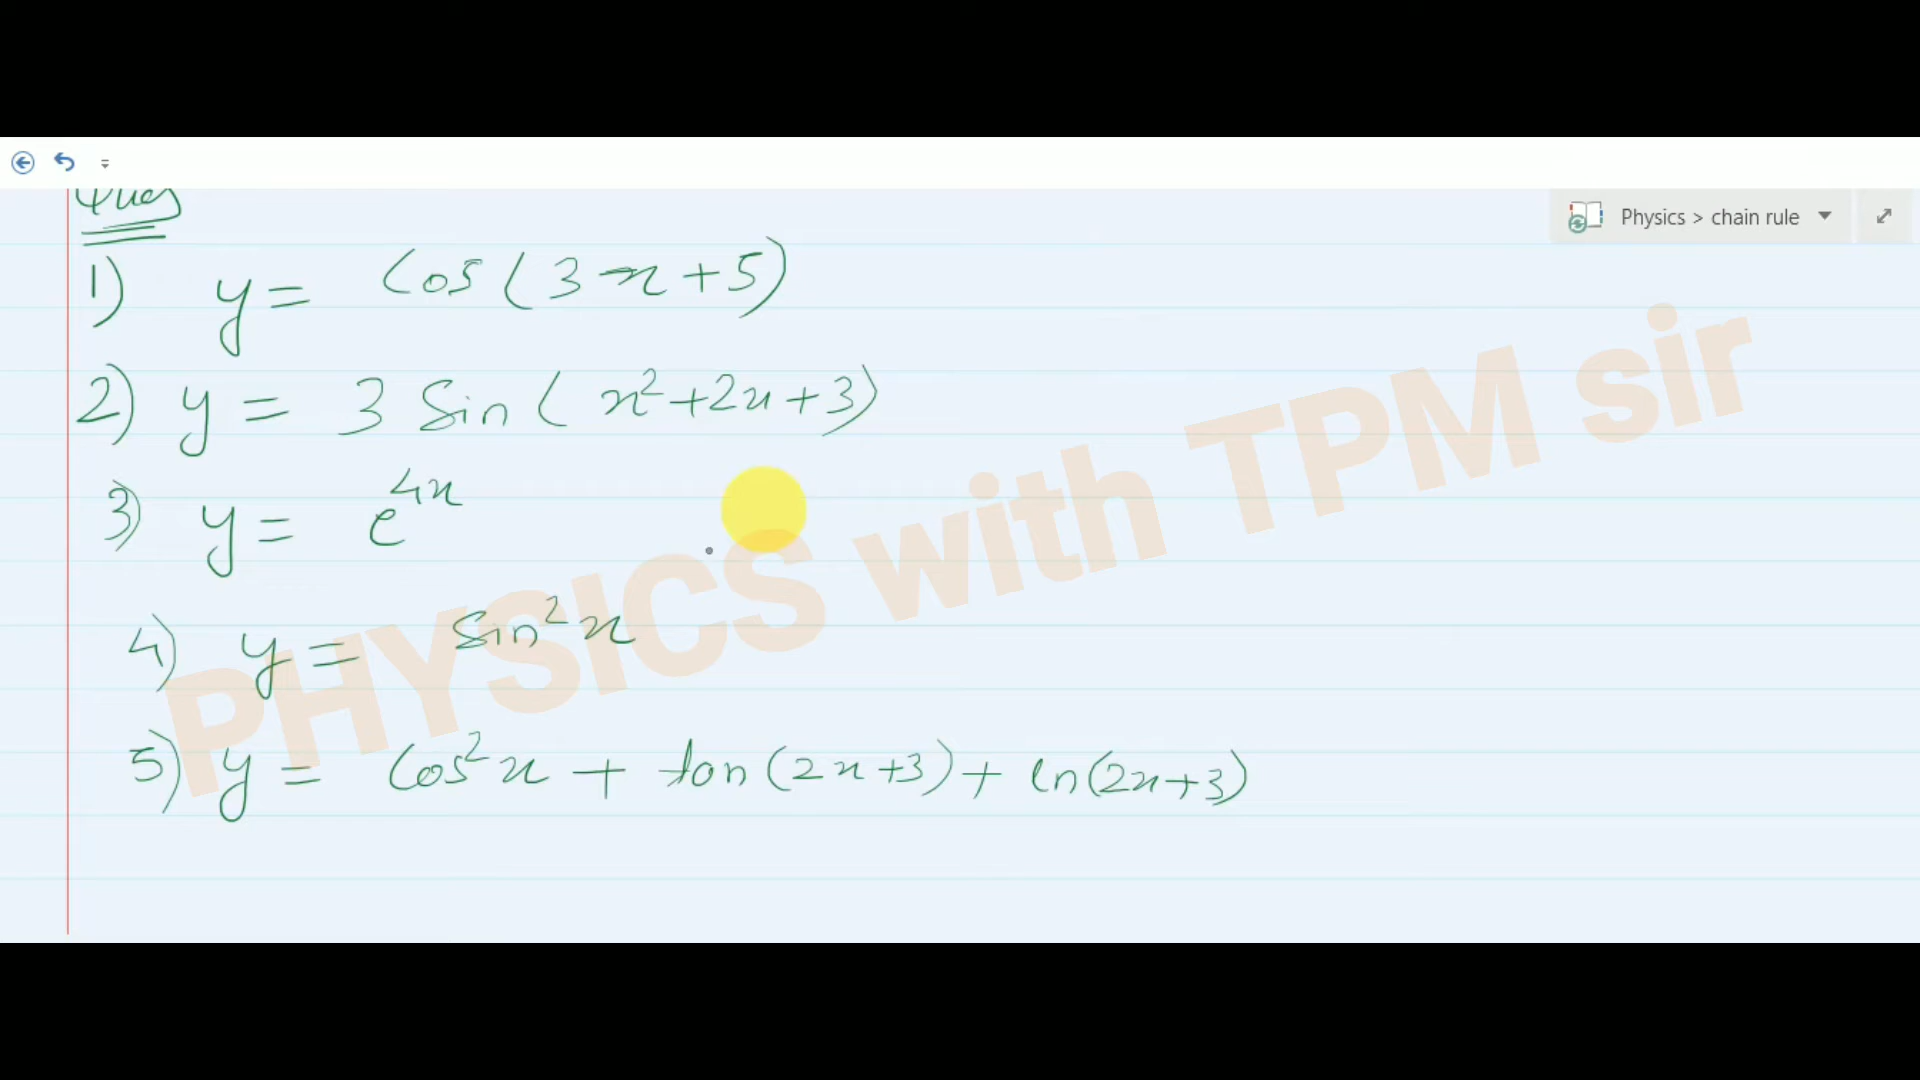 Ques
Physics > chain rule
1) y = Cos(3x+5)
2) y = 3 Sin(x²+2x+3)
3) y = e^4x
4) y = Sin²x
5) y = Cos²x + tan(2x+3) + ln(2x+3)
PHYSICS with TPM sir